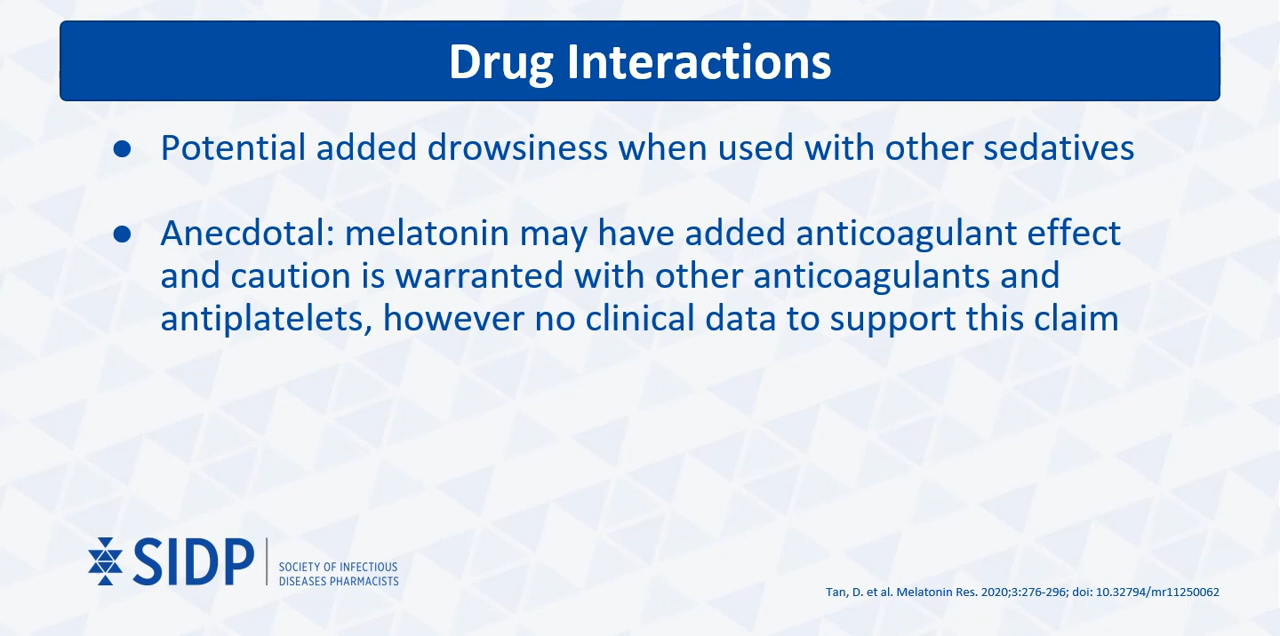 Drug Interactions
● Potential added drowsiness when used with other sedatives
● Anecdotal: melatonin may have added anticoagulant effect
and caution is warranted with other anticoagulants and
antiplatelets, however no clinical data to support this claim
SIDP
SOCIETY OF INFECTIOUS
DISEASES PHARMACISTS
Tan, D. et al. Melatonin Res. 2020;3:276-296; doi: 10.32794/mr11250062